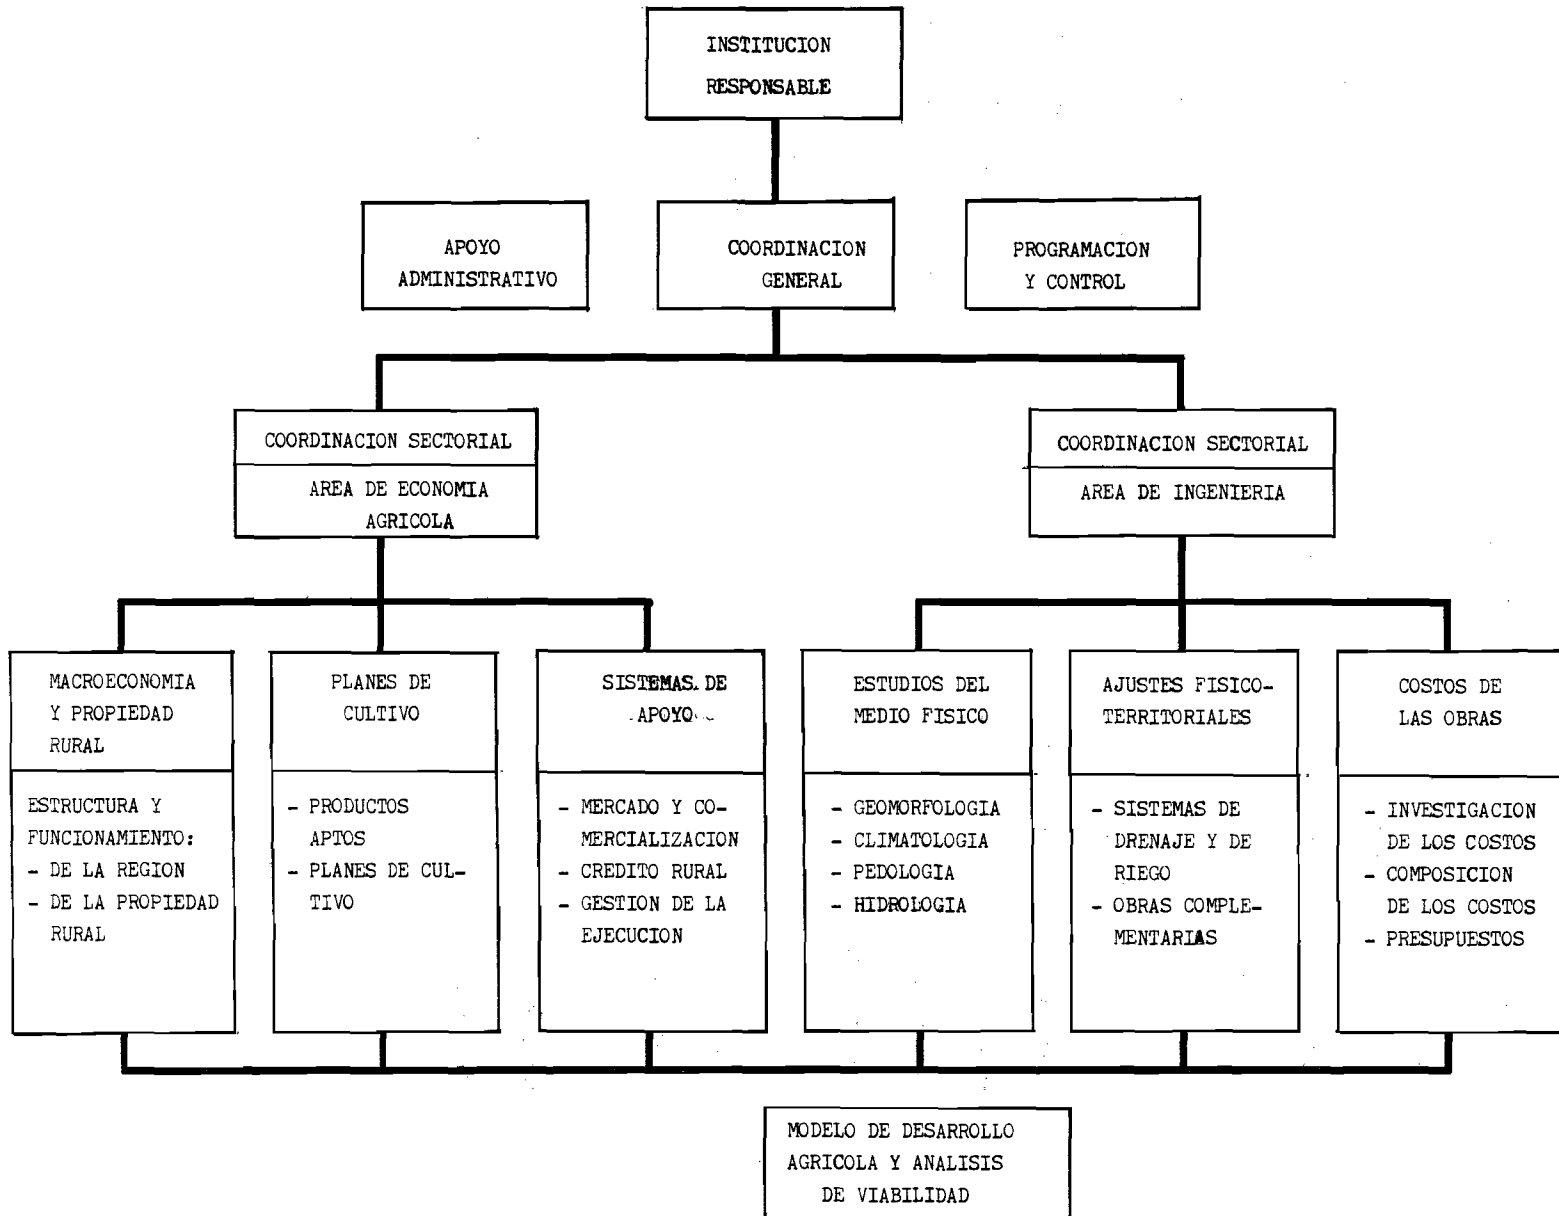 INSTITUCION
RESPONSABLE
APOYO
ADMINISTRATIVO
COORDINACION
GENERAL
PROGRAMACION
Y CONTROL
COORDINACION SECTORIAL
AREA DE ECONOMIA
AGRICOLA
COORDINACION SECTORIAL
AREA DE INGENIERIA
MACROECONOMIA
Y PROPIEDAD
RURAL
ESTRUCTURA Y
FUNCIONAMIENTO:
- DE LA REGION
- DE LA PROPIEDAD
RURAL
PLANES DE
CULTIVO
- PRODUCTOS
APTOS
- PLANES DE CUL-
TIVO
SISTEMAS DE
APOYO
- MERCADO Y CO-
MERCIALIZACION
- CREDITO RURAL
- GESTION DE LA
EJECUCION
ESTUDIOS DEL
MEDIO FISICO
- GEOMORFOLOGIA
- CLIMATOLOGIA
- PEDOLOGIA
- HIDROLOGIA
AJUSTES FISICO-
TERRITORIALES
- SISTEMAS DE
DRENAJE Y DE
RIEGO
- OBRAS COMPLE-
MENTARIAS
COSTOS DE
LAS OBRAS
- INVESTIGACION
DE LOS COSTOS
- COMPOSICION
DE LOS COSTOS
- PRESUPUESTOS
MODELO DE DESARROLLO
AGRICOLA Y ANALISIS
DE VIABILIDAD